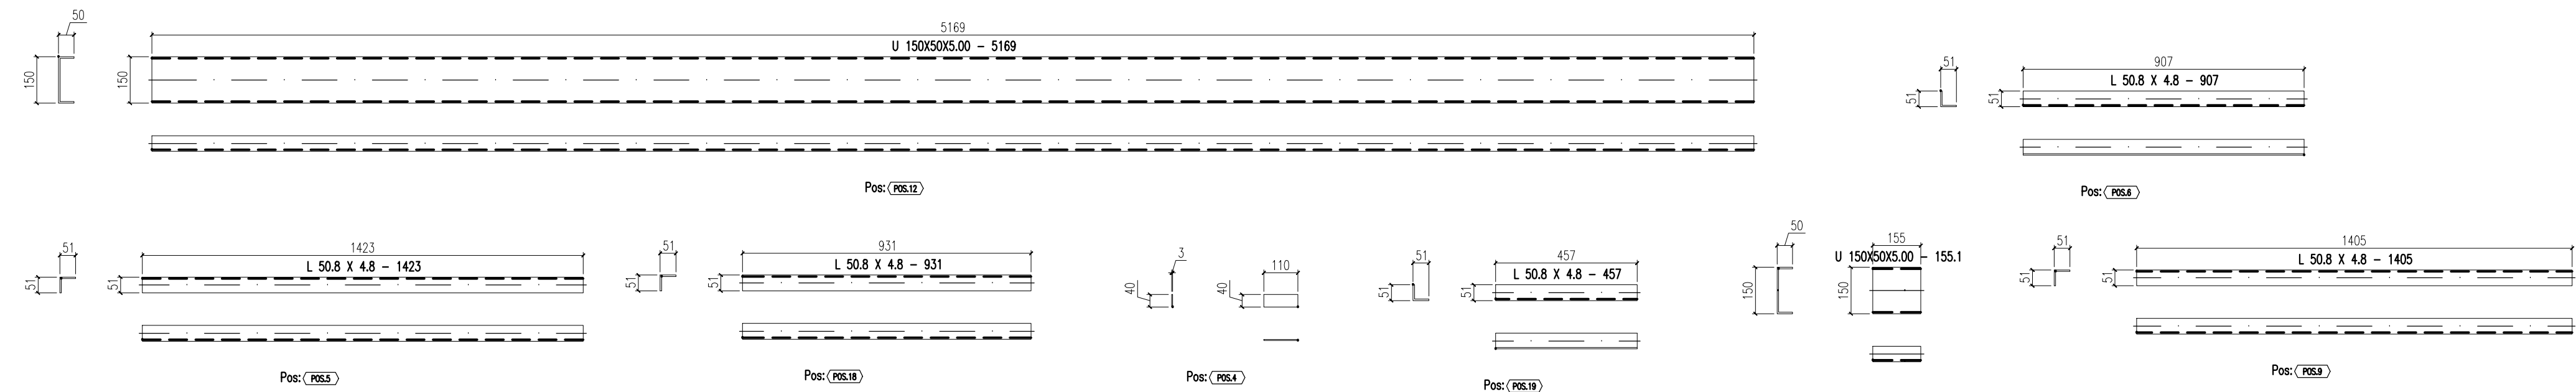 50
150
150
5169
U 150X50X5.00 - 5169
Pos: POS.12
51
51
51
907
L 50.8 X 4.8 - 907
Pos: POS.6
51
51
51
1423
L 50.8 X 4.8 - 1423
Pos: POS.5
51
51
51
931
L 50.8 X 4.8 - 931
Pos: POS.18
3
40
40
110
Pos: POS.4
51
51
51
457
L 50.8 X 4.8 - 457
Pos: POS.19
50
150
150
155
U 150X50X5.00 - 155.1
51
51
51
1405
L 50.8 X 4.8 - 1405
Pos: POS.9